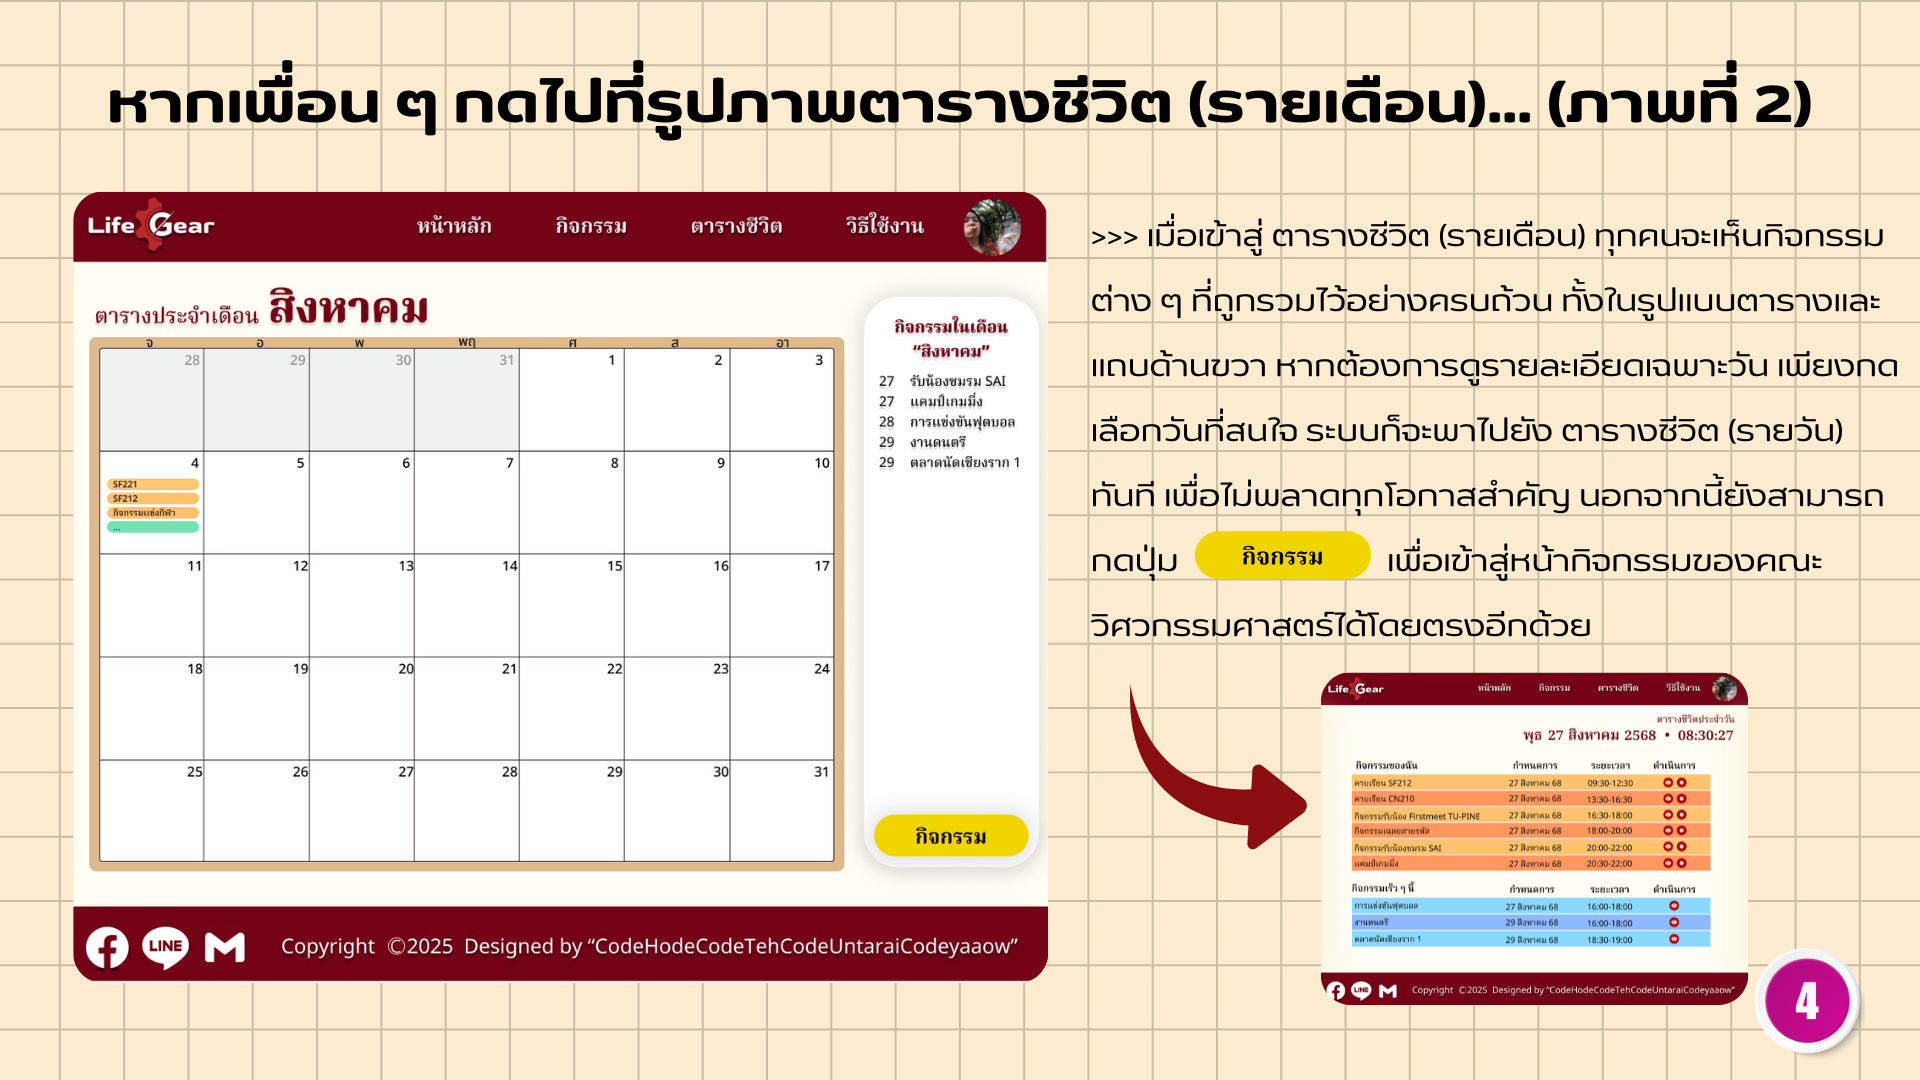 หากเพื่อน ๆ กดไปที่รูปภาพตารางชีวิต (รายเดือน)... (ภาพที่ 2)
Life Gear
หน้าหลัก กิจกรรม ตารางชีวิต วิธีใช้งาน
ตารางประจำเดือน สิงหาคม
จ อ พ พฤ ศ ส อา
28 29 30 31 1 2 3
4 5 6 7 8 9 10
SF221
SF212
กิจกรรมแข่งกีฬา
...
11 12 13 14 15 16 17
18 19 20 21 22 23 24
25 26 27 28 29 30 31
กิจกรรมในเดือน
“สิงหาคม”
27 รับน้องชมรม SAI
27 แคมป์เกมมิ่ง
28 การแข่งขันฟุตบอล
29 งานดนตรี
29 ตลาดนัดเชียงราก 1
กิจกรรม
LINE
Copyright ©2025 Designed by “CodeHodeCodeTehCodeUntaraiCodeyaaow”
>>> เมื่อเข้าสู่ ตารางชีวิต (รายเดือน) ทุกคนจะเห็นกิจกรรม
ต่าง ๆ ที่ถูกรวมไว้อย่างครบถ้วน ทั้งในรูปแบบตารางและ
แถบด้านขวา หากต้องการดูรายละเอียดเฉพาะวัน เพียงกด
เลือกวันที่สนใจ ระบบก็จะพาไปยัง ตารางชีวิต (รายวัน)
ทันที เพื่อไม่พลาดทุกโอกาสสำคัญ นอกจากนี้ยังสามารถ
กดปุ่ม กิจกรรม เพื่อเข้าสู่หน้ากิจกรรมของคณะ
วิศวกรรมศาสตร์ได้โดยตรงอีกด้วย
Life Gear
หน้าหลัก กิจกรรม ตารางชีวิต วิธีใช้งาน
ตารางชีวิตประจำวัน
พุธ 27 สิงหาคม 2568 • 08:30:27
กิจกรรมของฉัน กำหนดการ ระยะเวลา ดำเนินการ
คาบเรียน SF212 27 สิงหาคม 68 09:30-12:30
คาบเรียน CN210 27 สิงหาคม 68 13:30-16:30
กิจกรรมรับน้อง Firstmeet TU-PINE 27 สิงหาคม 68 16:30-18:00
กิจกรรมเฉลยสายรหัส 27 สิงหาคม 68 18:00-20:00
กิจกรรมรับน้องชมรม SAI 27 สิงหาคม 68 20:00-22:00
แคมป์เกมมิ่ง 27 สิงหาคม 68 20:30-22:00
กิจกรรมเร็ว ๆ นี้ กำหนดการ ระยะเวลา ดำเนินการ
การแข่งขันฟุตบอล 27 สิงหาคม 68 16:00-18:00
งานดนตรี 29 สิงหาคม 68 16:00-18:00
ตลาดนัดเชียงราก 1 29 สิงหาคม 68 18:30-19:00
LINE
Copyright ©2025 Designed by “CodeHodeCodeTehCodeUntaraiCodeyaaow”
4